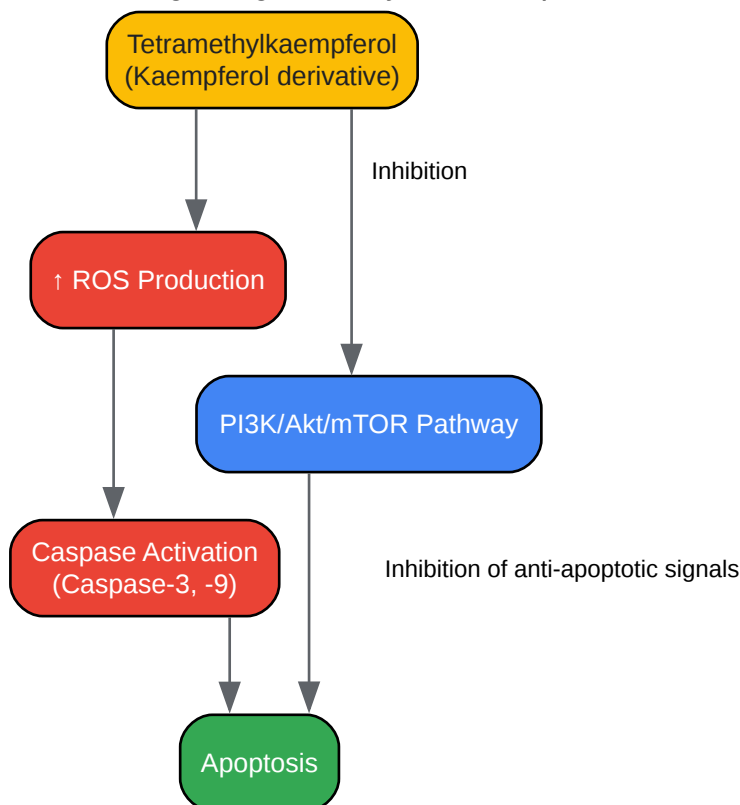 Tetramethylkaempferol
(Kaempferol derivative)
Inhibition
↑ ROS Production
PI3K/Akt/mTOR Pathway
Caspase Activation
(Caspase-3, -9)
Inhibition of anti-apoptotic signals
Apoptosis